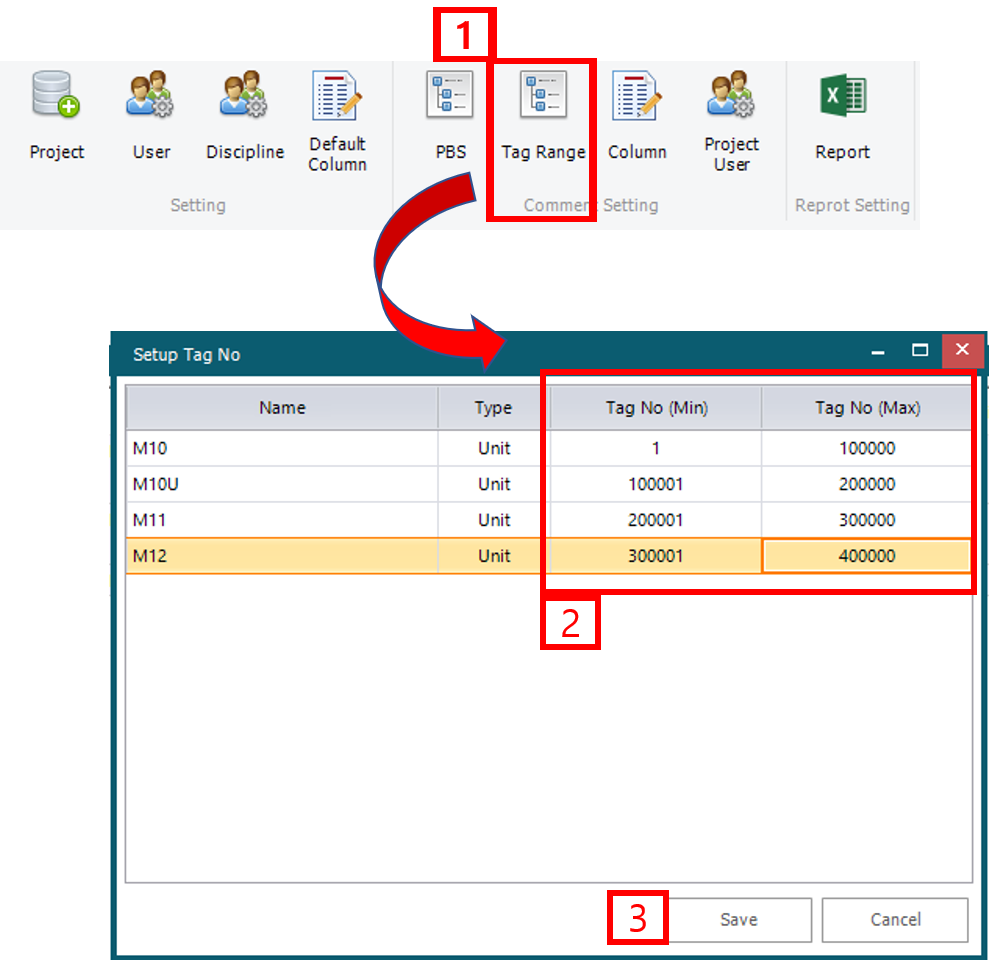 1
Project
User
Discipline
Default
Column
PBS
Tag Range
Column
Project
User
Report
Setting
Comment Setting
Reprot Setting
Setup Tag No
Name Type Tag No (Min) Tag No (Max)
M10 Unit 1 100000
M10U Unit 100001 200000
M11 Unit 200001 300000
M12 Unit 300001 400000
2
3
Save
Cancel